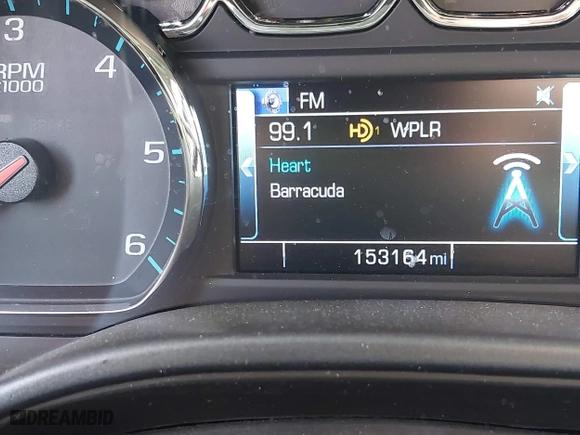 3
4
5
6
RPM
x1000
FM
99.1 HD1 WPLR
Heart
Barracuda
153164 mi
DREAMBID